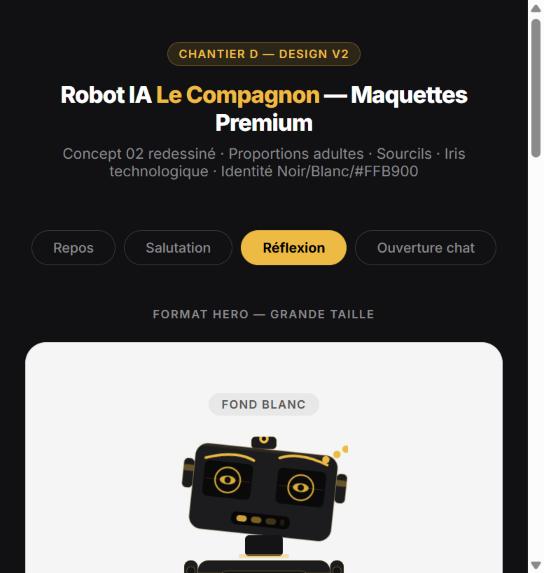 CHANTIER D — DESIGN V2
Robot IA Le Compagnon — Maquettes
Premium
Concept 02 redessiné · Proportions adultes · Sourcils · Iris
technologique · Identité Noir/Blanc/#FFB900
Repos
Salutation
Réflexion
Ouverture chat
FORMAT HERO — GRANDE TAILLE
FOND BLANC